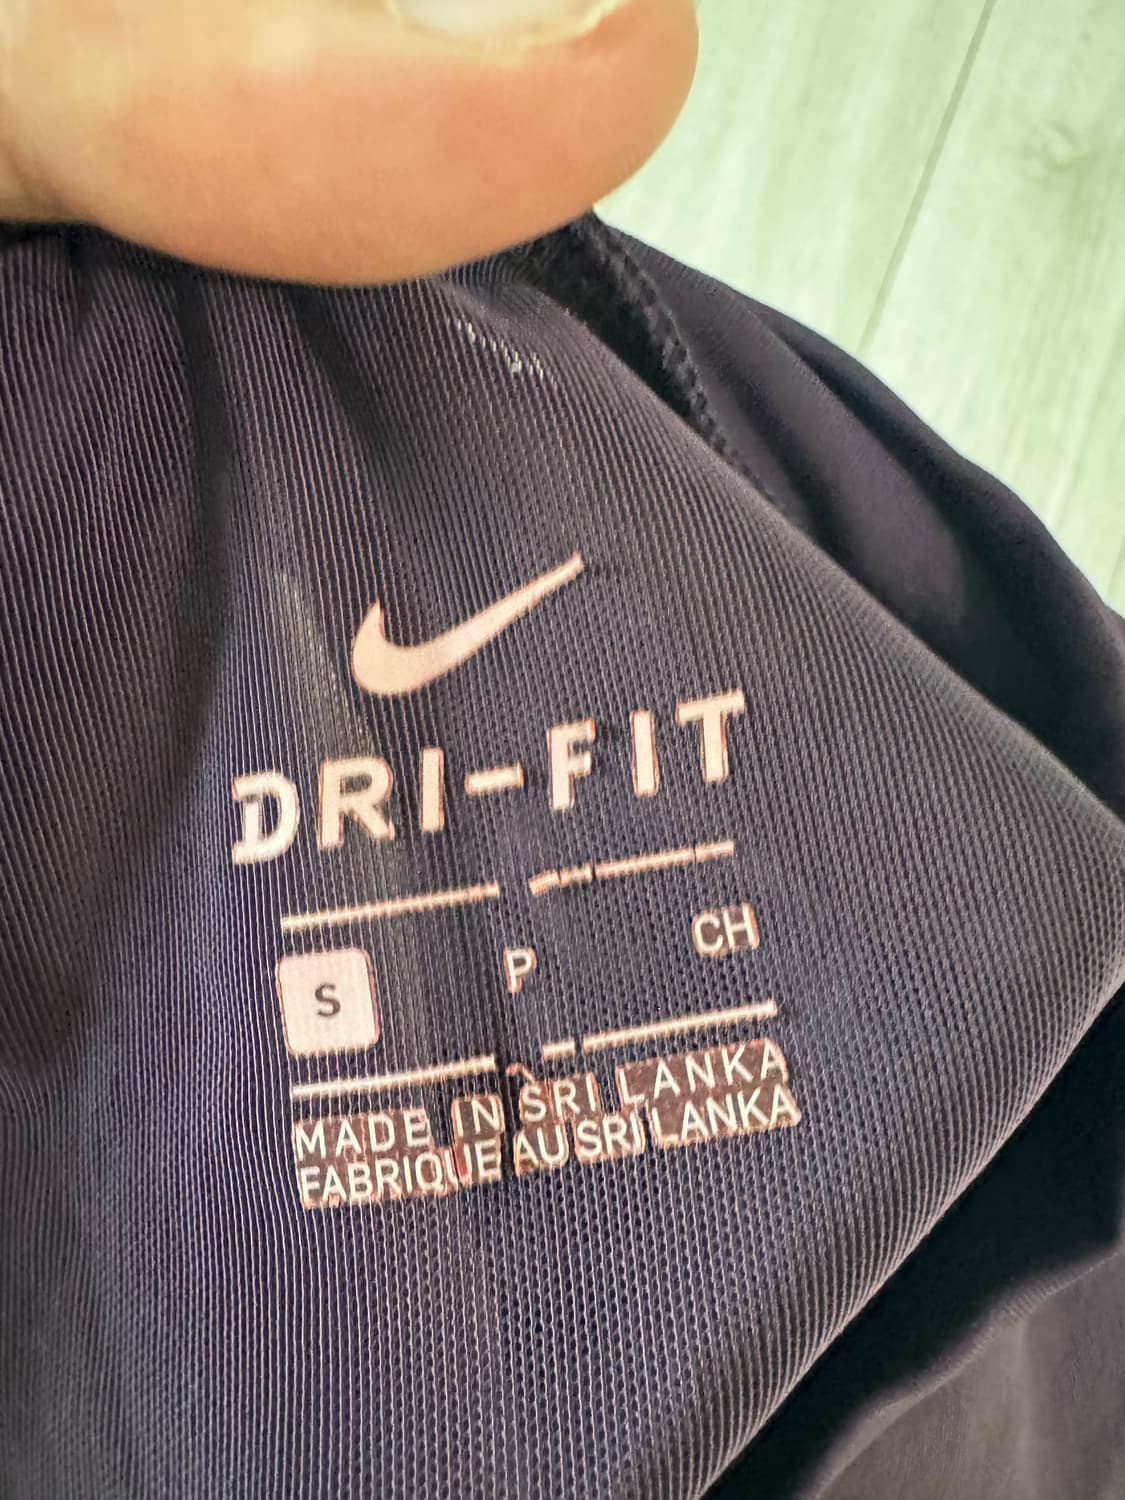 DRI-FIT
S P CH
MADE IN SRI LANKA
FABRIQUE AU SRI LANKA